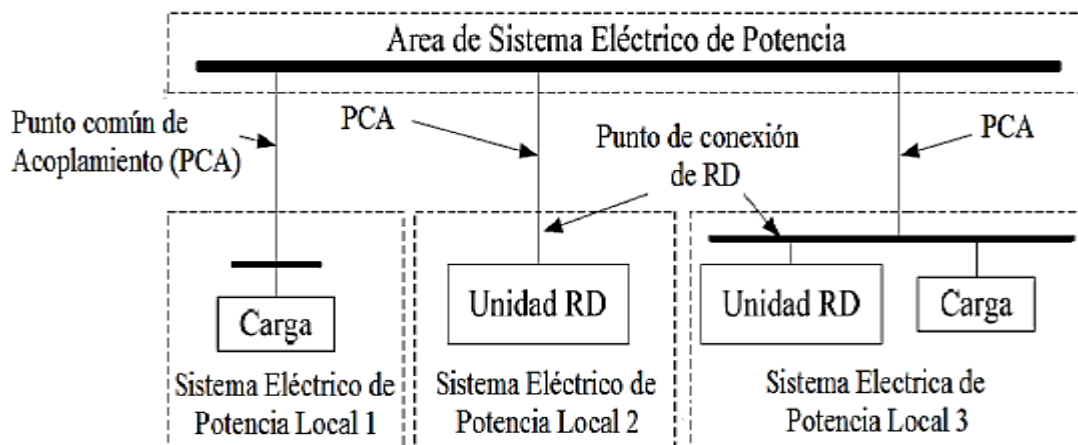 Area de Sistema Eléctrico de Potencia
Punto común de
Acoplamiento (PCA)
PCA
Punto de conexión
de RD
PCA
Carga
Sistema Eléctrico de
Potencia Local 1
Unidad RD
Sistema Eléctrico de
Potencia Local 2
Unidad RD
Carga
Sistema Electrica de
Potencia Local 3